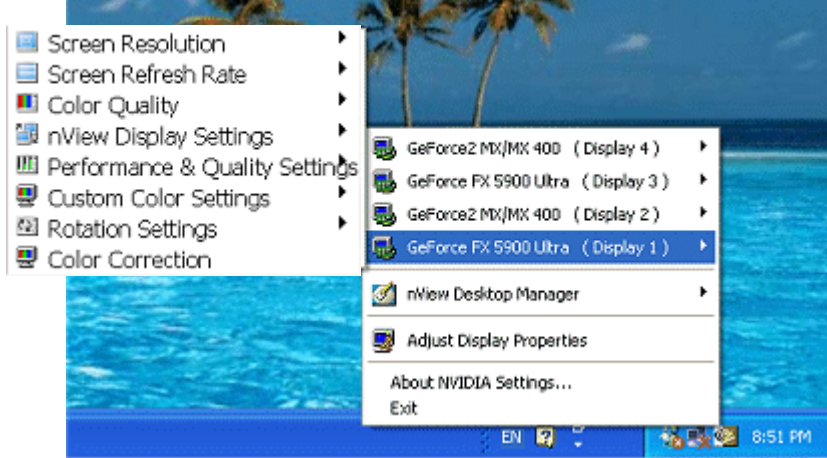 Screen Resolution
Screen Refresh Rate
Color Quality
nView Display Settings
Performance & Quality Settings
Custom Color Settings
Rotation Settings
Color Correction
GeForce2 MX/MX 400 ( Display 4 )
GeForce FX 5900 Ultra ( Display 3 )
GeForce2 MX/MX 400 ( Display 2 )
GeForce FX 5900 Ultra ( Display 1 )
nView Desktop Manager
Adjust Display Properties
About NVIDIA Settings...
Exit
EN 8:51 PM